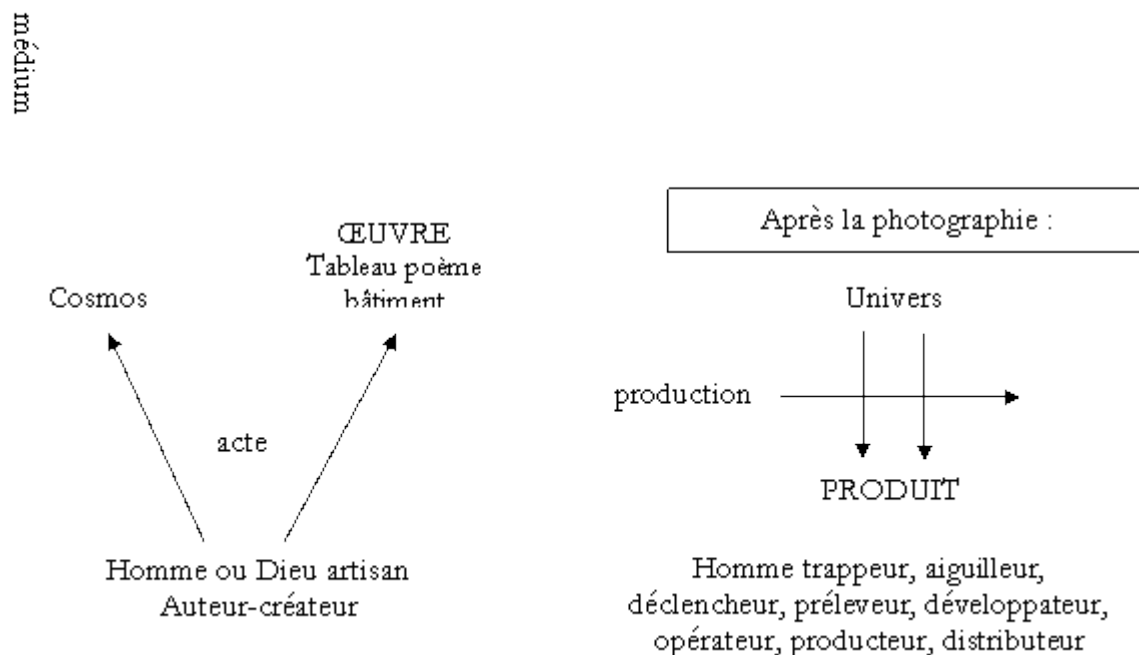 médium
Cosmos
ŒUVRE
Tableau poème
bâtiment
acte
Homme ou Dieu artisan
Auteur-créateur
Après la photographie :
Univers
production
PRODUIT
Homme trappeur, aiguilleur,
déclencheur, préleveur, développateur,
opérateur, producteur, distributeur